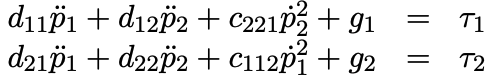 d₁₁p̈₁ + d₁₂p̈₂ + c₂₂₁ṗ₂² + g₁ = τ₁
d₂₁p̈₁ + d₂₂p̈₂ + c₁₁₂ṗ₁² + g₂ = τ₂